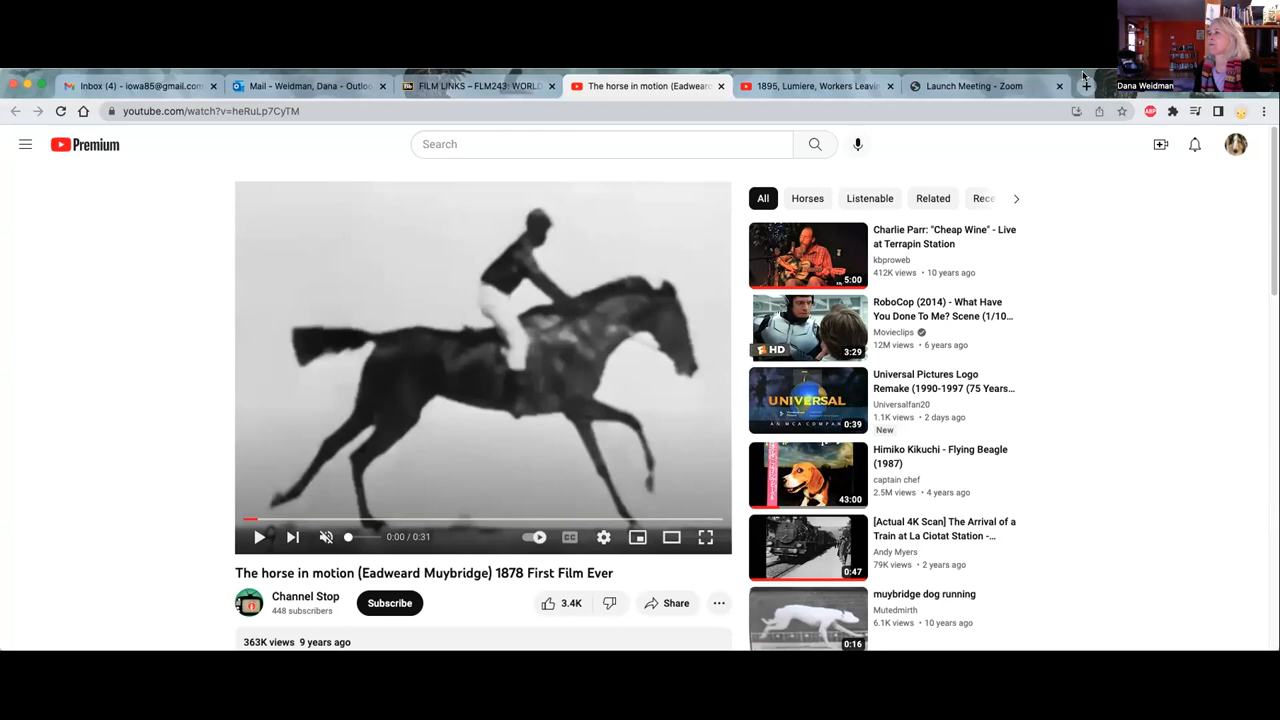 Dana Weidman
Inbox (4) - iowa85@gmail.com
Mail - Weidman, Dana - Outloo
FILM LINKS – FLM243: WORLD
The horse in motion (Eadwear
1895, Lumiere, Workers Leavi
Launch Meeting - Zoom
youtube.com/watch?v=heRuLp7CyTM
ABP
Premium
Search
All
Horses
Listenable
Related
Rece
Charlie Parr: "Cheap Wine" - Live
at Terrapin Station
kbproweb
412K views • 10 years ago
5:00
RoboCop (2014) - What Have
You Done To Me? Scene (1/10...
Movieclips
12M views • 6 years ago
HD
3:29
Universal Pictures Logo
Remake (1990-1997 (75 Years...
Universalfan20
1.1K views • 2 days ago
New
UNIVERSAL
AN MCA COMPAN
0:39
Himiko Kikuchi - Flying Beagle
(1987)
captain chef
2.5M views • 4 years ago
43:00
[Actual 4K Scan] The Arrival of a
Train at La Ciotat Station -...
Andy Myers
79K views • 2 years ago
0:47
muybridge dog running
Mutedmirth
6.1K views • 10 years ago
0:16
0:00 / 0:31
CC
The horse in motion (Eadweard Muybridge) 1878 First Film Ever
Channel Stop
448 subscribers
Subscribe
3.4K
Share
363K views 9 years ago